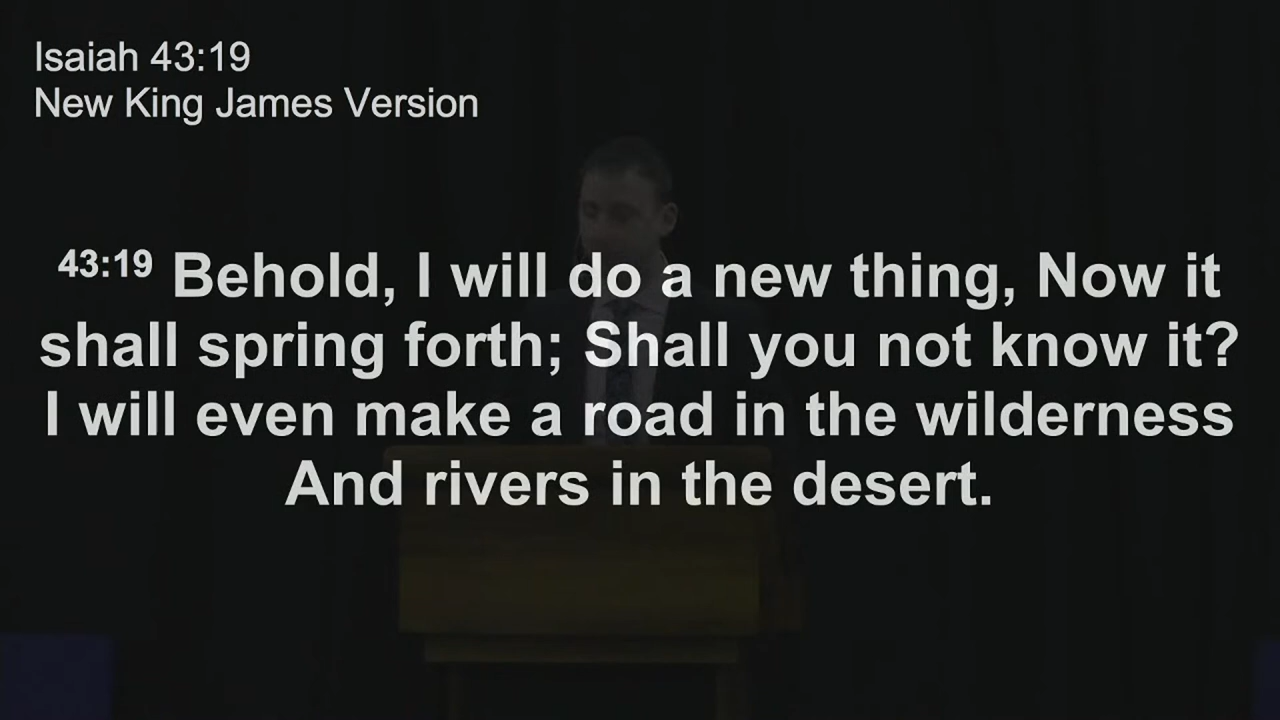 Isaiah 43:19
New King James Version
43:19 Behold, I will do a new thing, Now it
shall spring forth; Shall you not know it?
I will even make a road in the wilderness
And rivers in the desert.